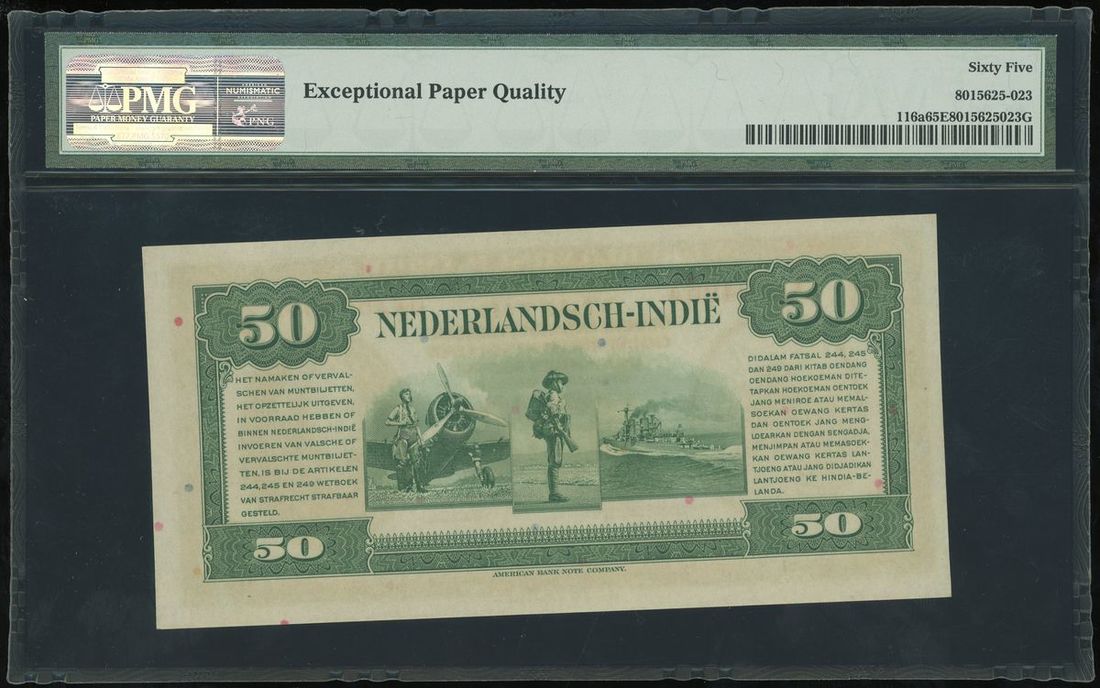 PMG
PAPER MONEY GUARANTY
NUMISMATIC
PNG
Exceptional Paper Quality
Sixty Five
8015625-023
116a65E8015625023G
50
NEDERLANDSCH-INDIË
50
HET NAMAKEN OF VERVAL-
SCHEN VAN MUNTBILJETTEN,
HET OPZETTELIJK UITGEVEN,
IN VOORRAAD HEBBEN OF
BINNEN NEDERLANDSCH-INDIË
INVOEREN VAN VALSCHE OF
VERVALSCHTE MUNTBILJET-
TEN, IS BIJ DE ARTIKELEN
244, 245 EN 249 WETBOEK
VAN STRAFRECHT STRAFBAAR
GESTELD.
DIDALAM FATSAL 244, 245
DAN 249 DARI KITAB OENDANG
OENDANG HOEKOEMAN DITE-
TAPKAN HOEKOEMAN OENTOEK
JANG MENIROE ATAU MEMAL-
SOEKAN OEWANG KERTAS
DAN OENTOEK JANG MENG-
LOEARKAN DENGAN SENGADJA,
MENJIMPAN ATAU MEMASOEK-
KAN OEWANG KERTAS LAN-
TJOENG ATAU JANG DIDJADIKAN
LANTJOENG KE HINDIA-BE-
LANDA.
50
50
AMERICAN BANK NOTE COMPANY.